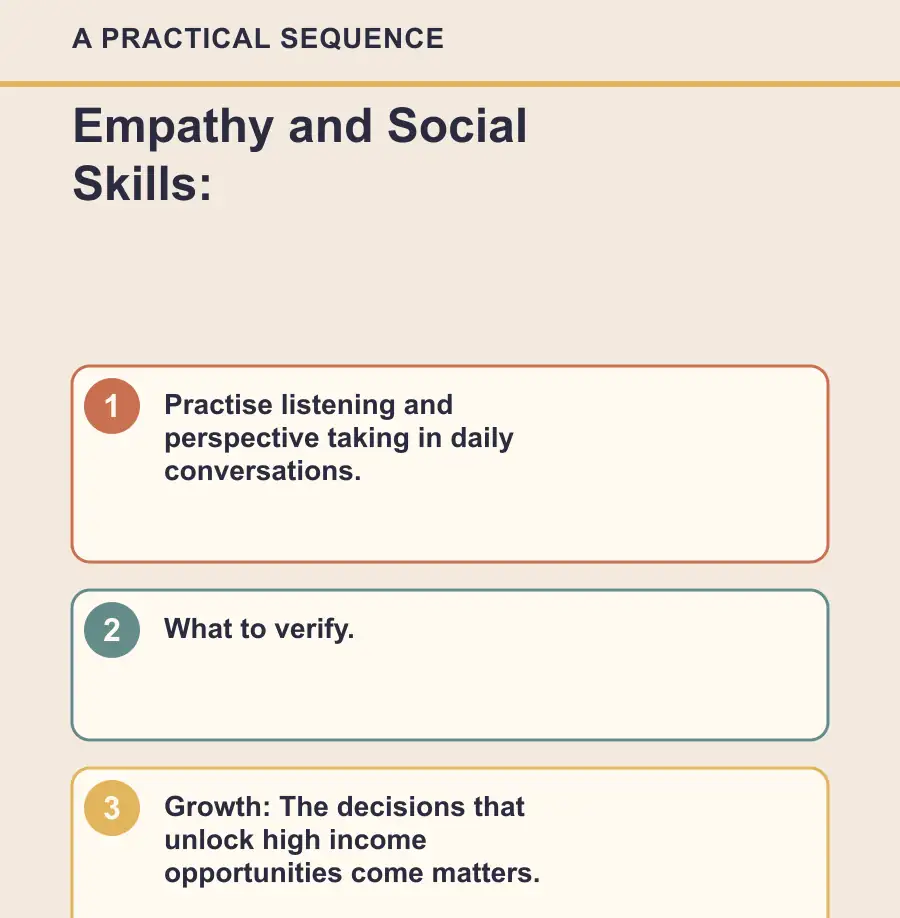 A PRACTICAL SEQUENCE
Empathy and Social
Skills:
1
Practise listening and
perspective taking in daily
conversations.
2
What to verify.
3
Growth: The decisions that
unlock high income
opportunities come matters.